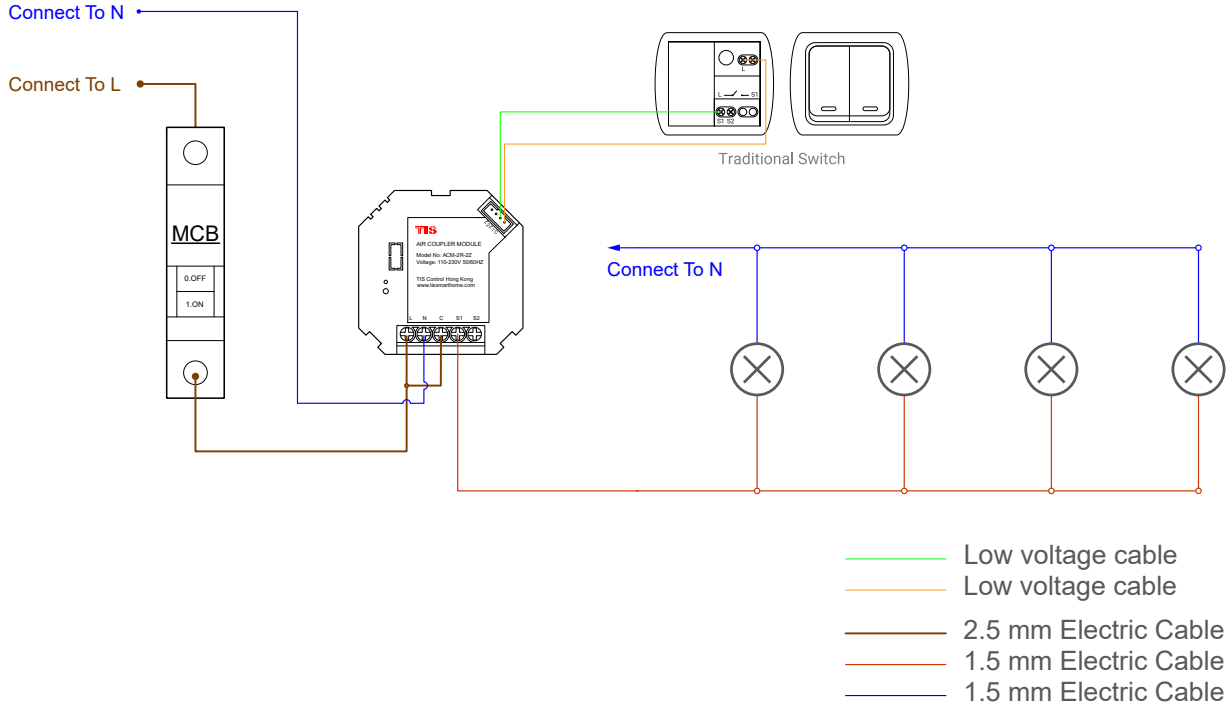 Connect To N
Connect To L
MCB
0.OFF
1.ON
TIS
AIR COUPLER MODULE
Model No: ACM-2R-2Z
Voltage: 110-230V 50/60HZ
TIS Control Hong Kong
www.tissmarthome.com
L N C S1 S2
L
L S1
S1 S2
Traditional Switch
Connect To N
Low voltage cable
Low voltage cable
2.5 mm Electric Cable
1.5 mm Electric Cable
1.5 mm Electric Cable